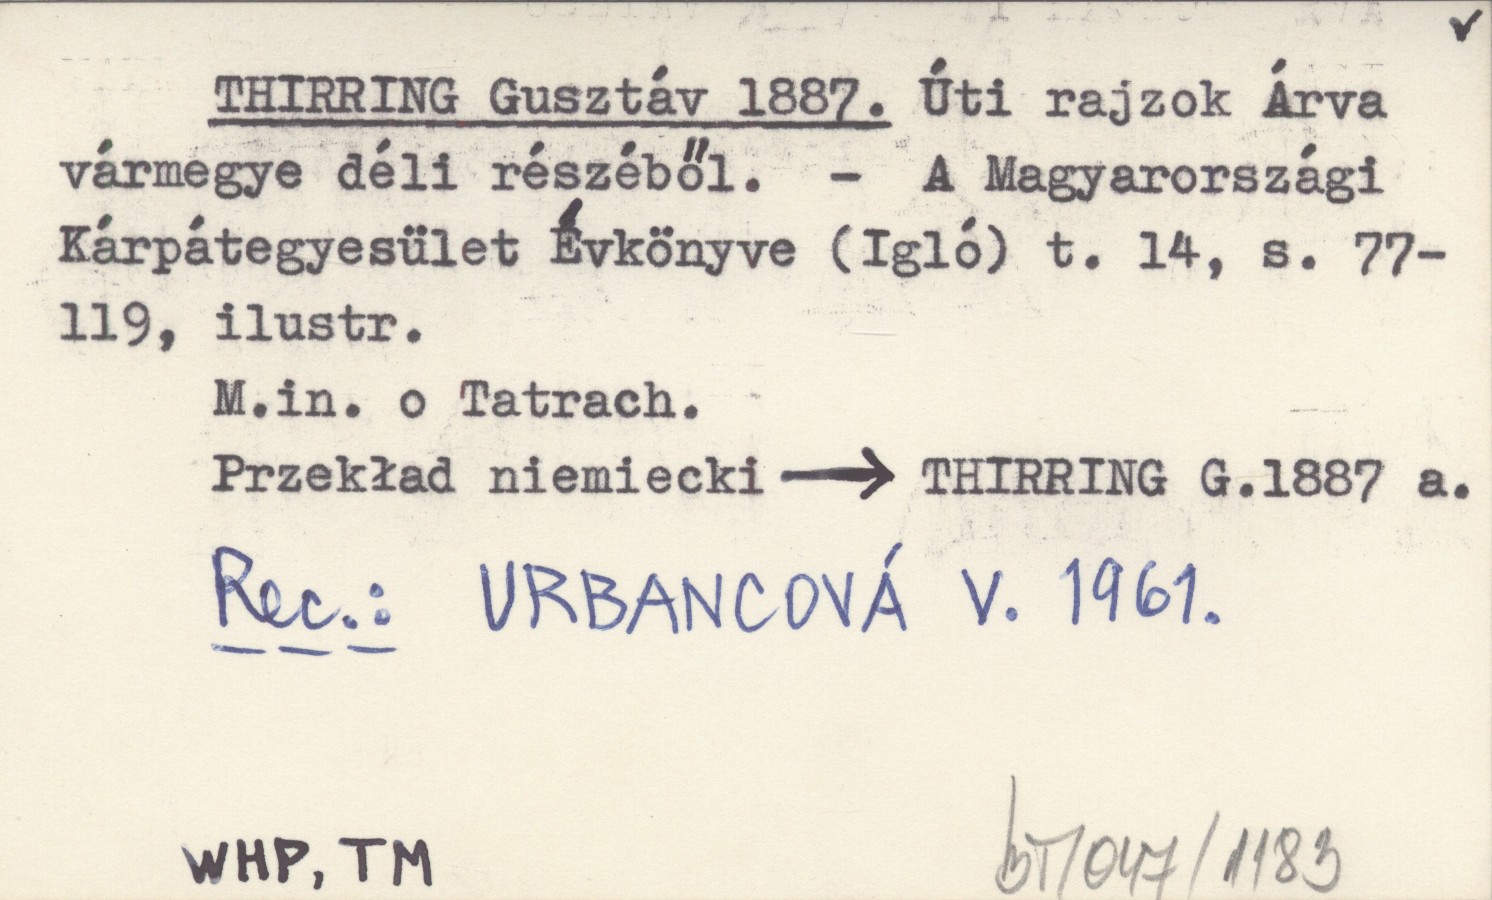 ✓
THIRRING Gusztáv 1887. Úti rajzok Árva
vármegye déli részéből. - A Magyarországi
Kárpátegyesület Évkönyve (Igló) t. 14, s. 77-
119, ilustr.
M.in. o Tatrach.
Przekład niemiecki → THIRRING G.1887 a.
Rec.: URBANCOVÁ V. 1961.
WHP, TM
bT/047/1183